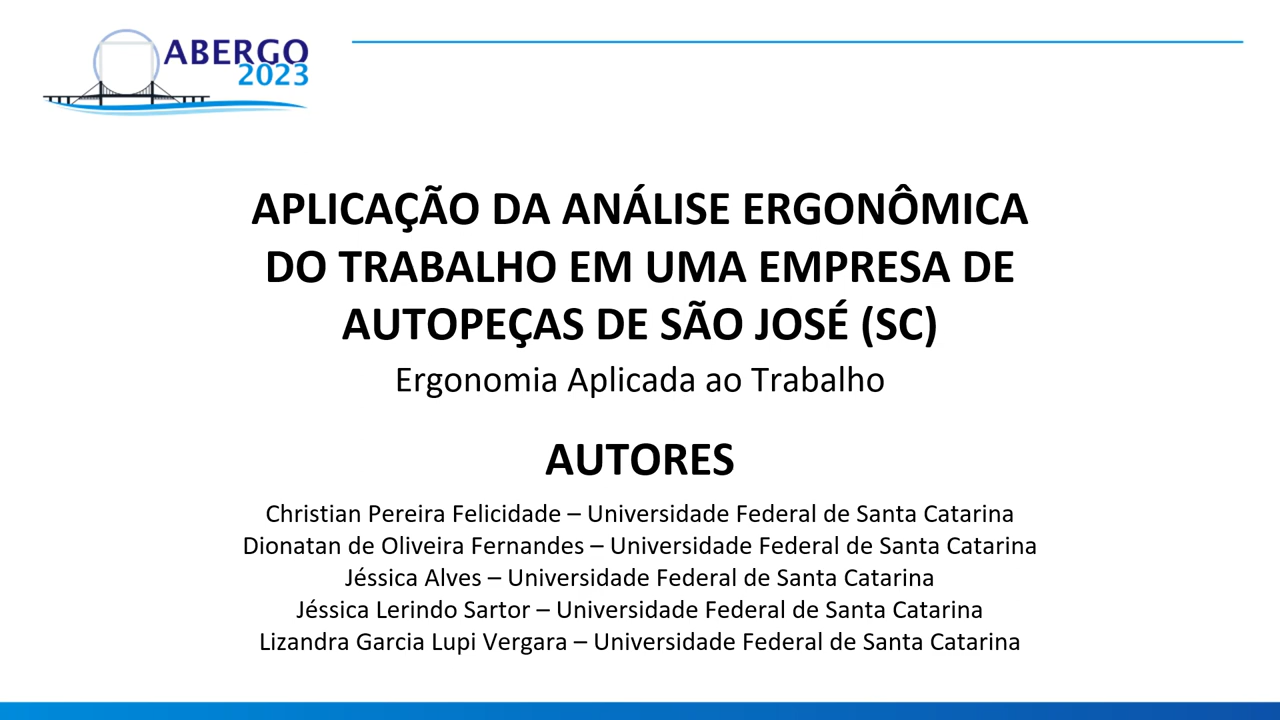 ABERGO
2023
APLICAÇÃO DA ANÁLISE ERGONÔMICA
DO TRABALHO EM UMA EMPRESA DE
AUTOPEÇAS DE SÃO JOSÉ (SC)
Ergonomia Aplicada ao Trabalho
AUTORES
Christian Pereira Felicidade – Universidade Federal de Santa Catarina
Dionatan de Oliveira Fernandes – Universidade Federal de Santa Catarina
Jéssica Alves – Universidade Federal de Santa Catarina
Jéssica Lerindo Sartor – Universidade Federal de Santa Catarina
Lizandra Garcia Lupi Vergara – Universidade Federal de Santa Catarina